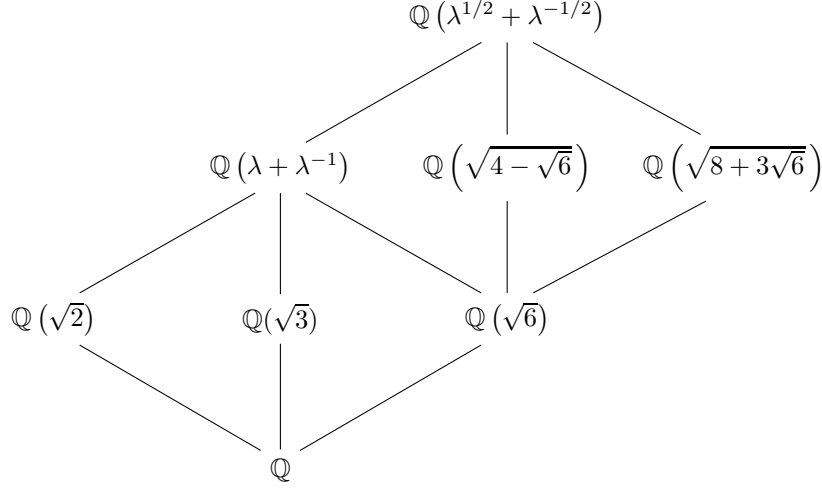 ℚ(λ^{1/2} + λ^{-1/2})
ℚ(λ + λ^{-1}) ℚ(√(4 − √6)) ℚ(√(8 + 3√6))
ℚ(√2) ℚ(√3) ℚ(√6)
ℚ